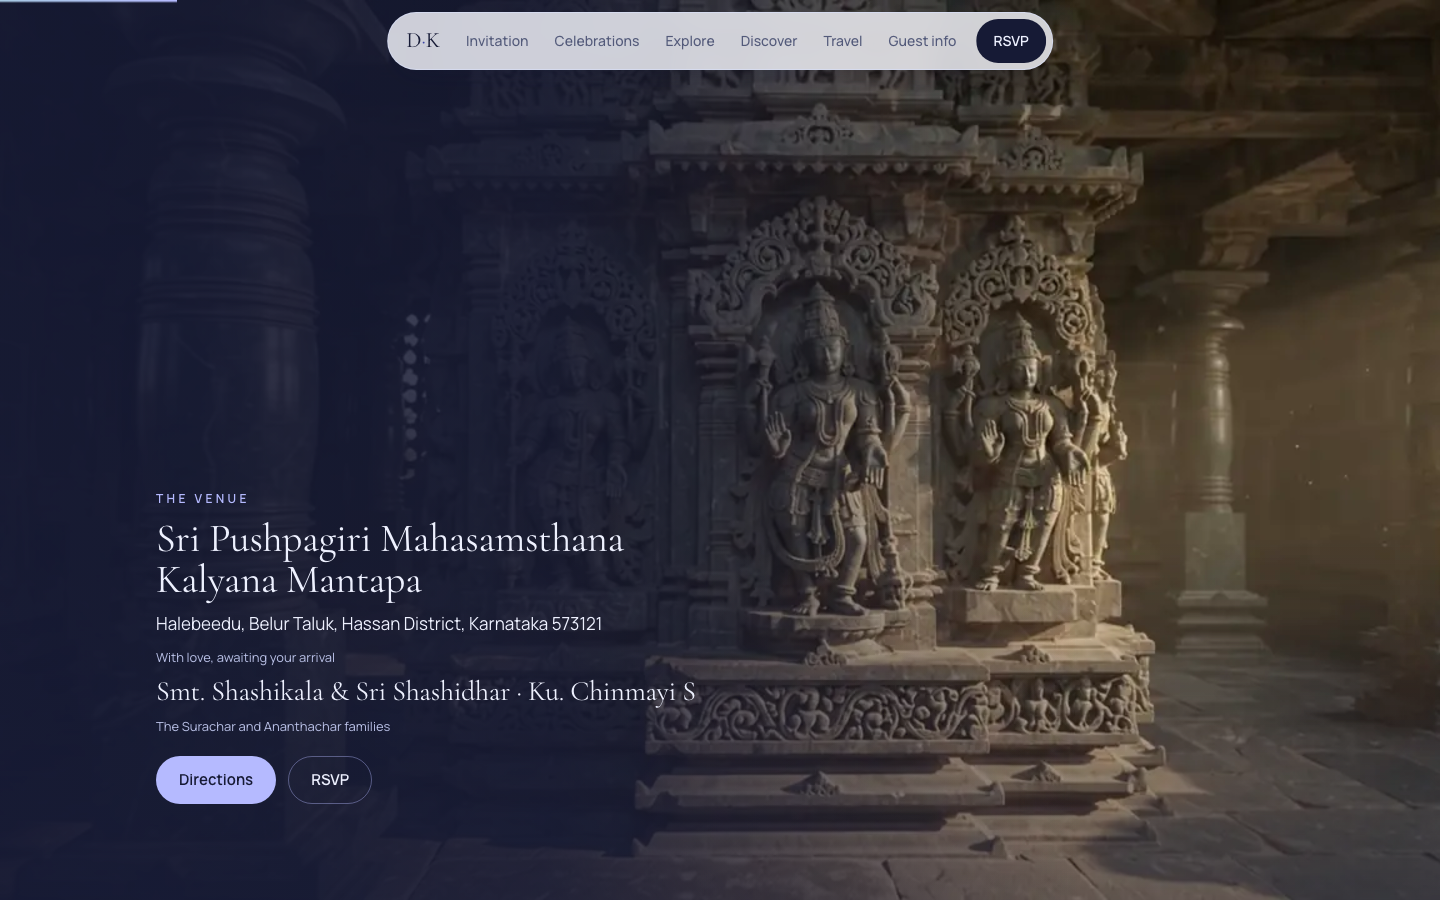 D·K Invitation Celebrations Explore Discover Travel Guest info RSVP
THE VENUE
Sri Pushpagiri Mahasamsthana
Kalyana Mantapa
Halebeedu, Belur Taluk, Hassan District, Karnataka 573121
With love, awaiting your arrival
Smt. Shashikala & Sri Shashidhar · Ku. Chinmayi S
The Surachar and Ananthachar families
Directions RSVP